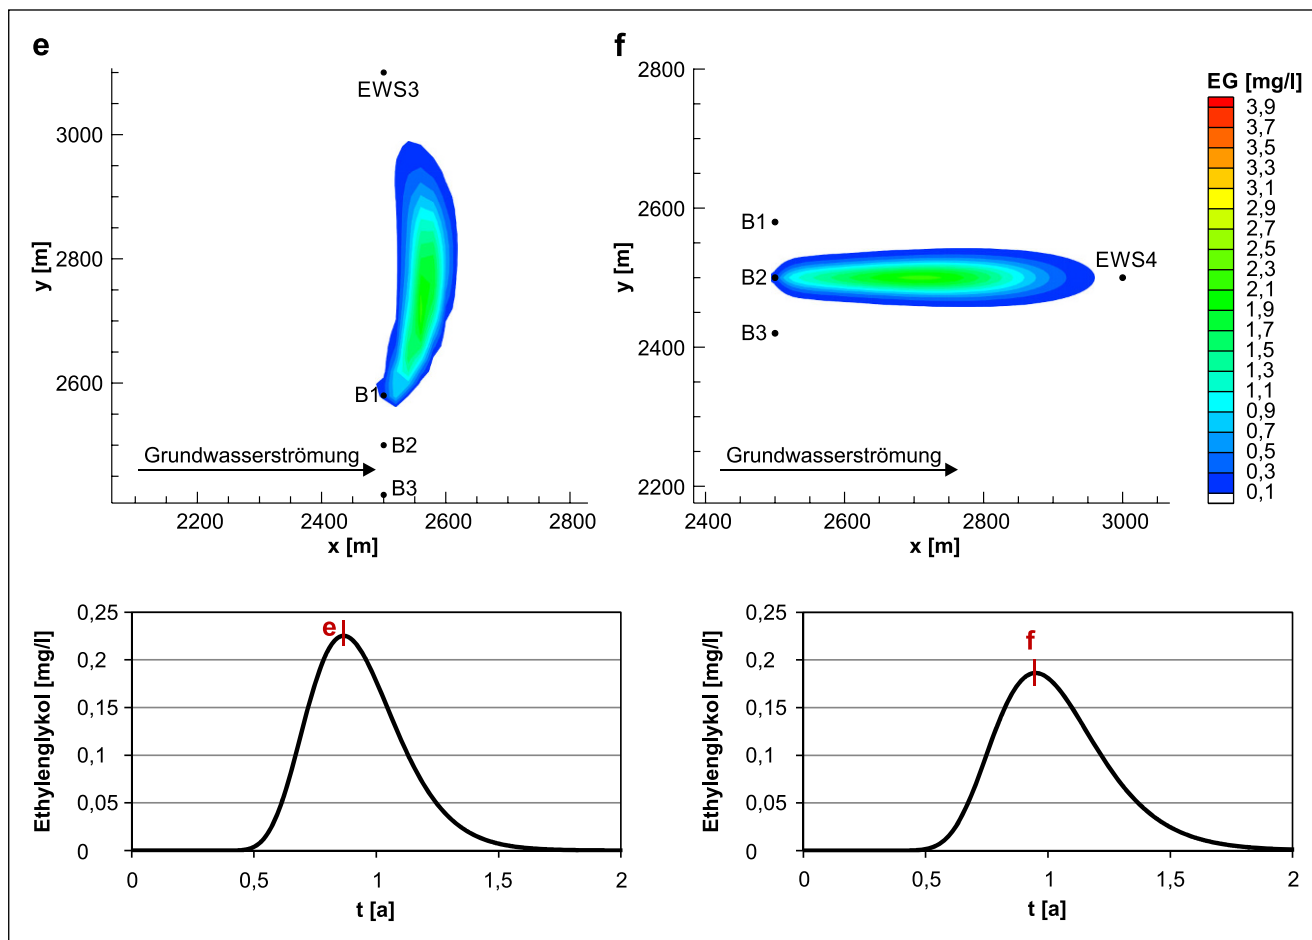 e
EWS3
3000
2800
2600
y [m]
B1
B2
B3
Grundwasserströmung
2200
2400
2600
2800
x [m]
f
2800
2600
2400
2200
y [m]
B1
B2
B3
EWS4
Grundwasserströmung
2400
2600
2800
3000
x [m]
EG [mg/l]
3,9
3,7
3,5
3,3
3,1
2,9
2,7
2,5
2,3
2,1
1,9
1,7
1,5
1,3
1,1
0,9
0,7
0,5
0,3
0,1
Ethylenglykol [mg/l]
0,25
0,2
0,15
0,1
0,05
0
e
0
0,5
1
1,5
2
t [a]
Ethylenglykol [mg/l]
0,25
0,2
0,15
0,1
0,05
0
f
0
0,5
1
1,5
2
t [a]